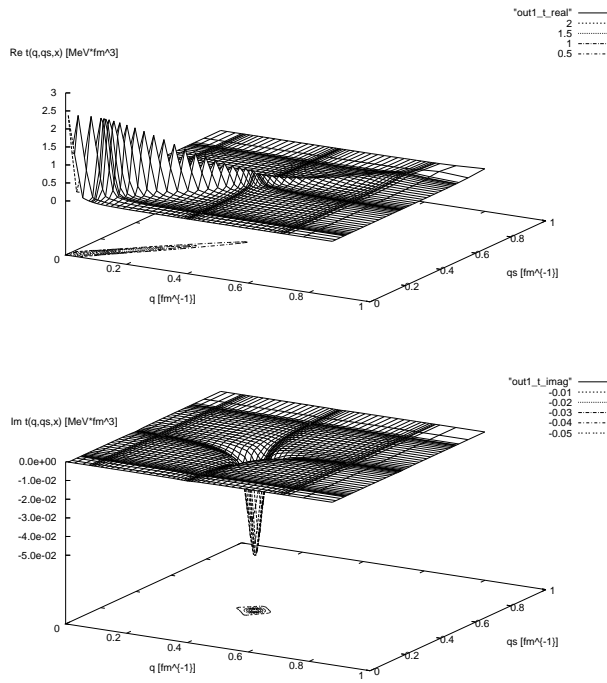 "out1_t_real"
2
1.5
1
0.5
Re t(q,qs,x) [MeV*fm^3]
3
2.5
2
1.5
1
0.5
0
0
0.2
0.4
0.6
0.8
1
q [fm^{-1}]
0
0.2
0.4
0.6
0.8
1
qs [fm^{-1}]
"out1_t_imag"
-0.01
-0.02
-0.03
-0.04
-0.05
Im t(q,qs,x) [MeV*fm^3]
0.0e+00
-1.0e-02
-2.0e-02
-3.0e-02
-4.0e-02
-5.0e-02
0
0.2
0.4
0.6
0.8
1
q [fm^{-1}]
0
0.2
0.4
0.6
0.8
1
qs [fm^{-1}]